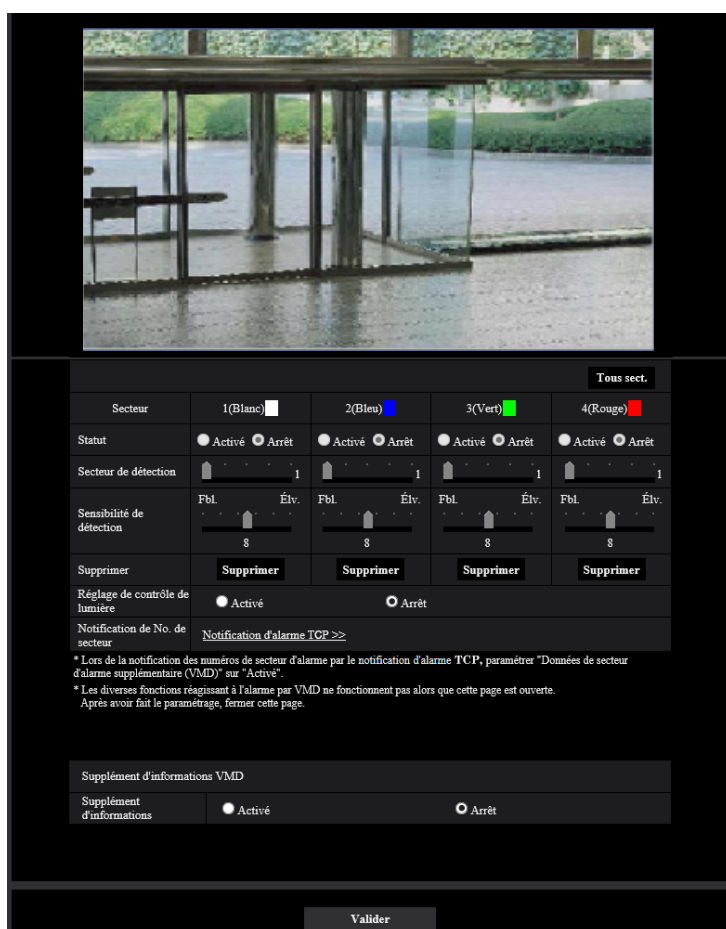 Tous sect.
Secteur 1(Blanc) 2(Bleu) 3(Vert) 4(Rouge)
Statut Activé Arrêt Activé Arrêt Activé Arrêt Activé Arrêt
Secteur de détection 1 1 1 1
Fbl. Élv. Fbl. Élv. Fbl. Élv. Fbl. Élv.
Sensibilité de
détection
8 8 8 8
Supprimer Supprimer Supprimer Supprimer Supprimer
Réglage de contrôle de
lumière
Activé Arrêt
Notification de No. de
secteur
Notification d'alarme TCP >>
* Lors de la notification des numéros de secteur d'alarme par le notification d'alarme TCP, paramétrer "Données de secteur
d'alarme supplémentaire (VMD)" sur "Activé".
* Les diverses fonctions réagissant à l'alarme par VMD ne fonctionnent pas alors que cette page est ouverte.
Après avoir fait le paramétrage, fermer cette page.
Supplément d'informations VMD
Supplément
d'informations
Activé Arrêt
Valider